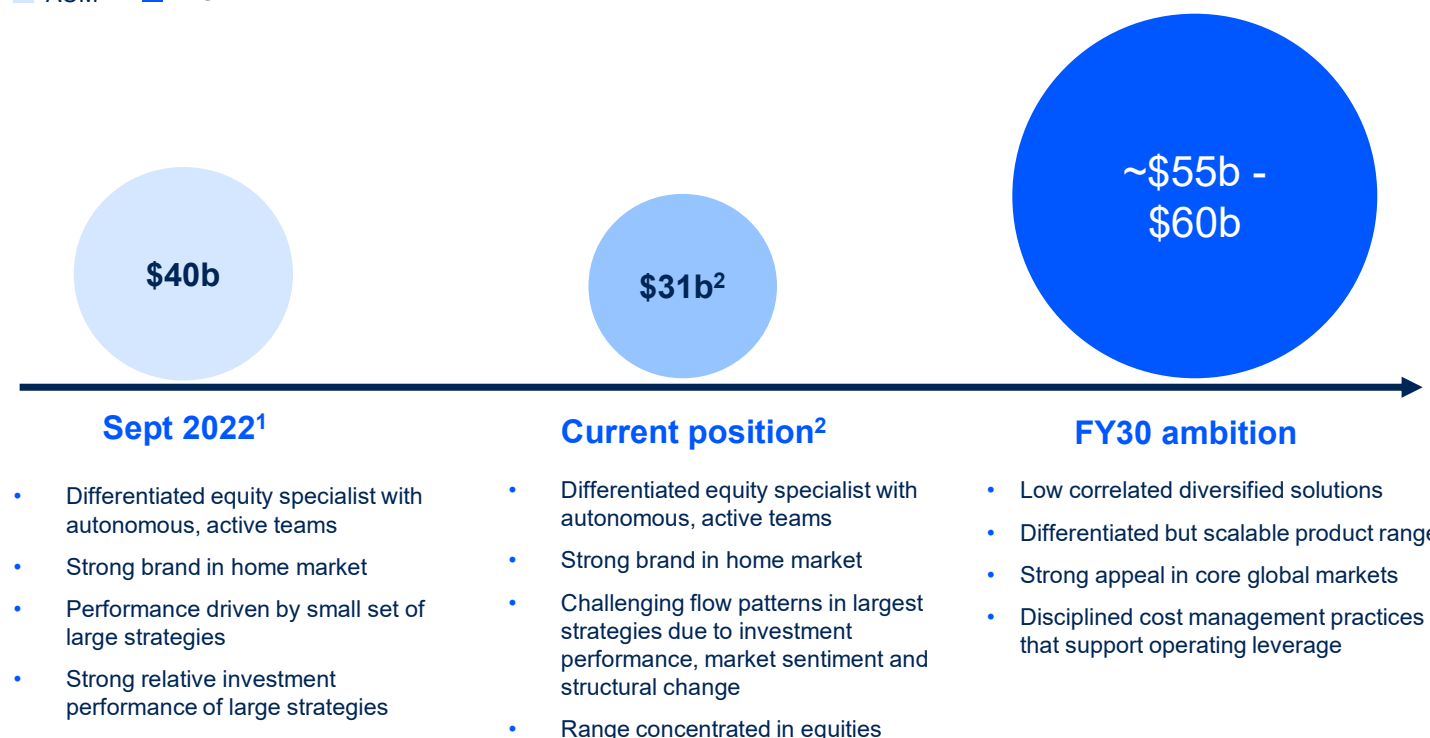 $40b
$31b²
~$55b -
$60b
Sept 2022¹
• Differentiated equity specialist with
autonomous, active teams
• Strong brand in home market
• Performance driven by small set of
large strategies
• Strong relative investment
performance of large strategies
Current position²
• Differentiated equity specialist with
autonomous, active teams
• Strong brand in home market
• Challenging flow patterns in largest
strategies due to investment
performance, market sentiment and
structural change
• Range concentrated in equities
FY30 ambition
• Low correlated diversified solutions
• Differentiated but scalable product range
• Strong appeal in core global markets
• Disciplined cost management practices
that support operating leverage